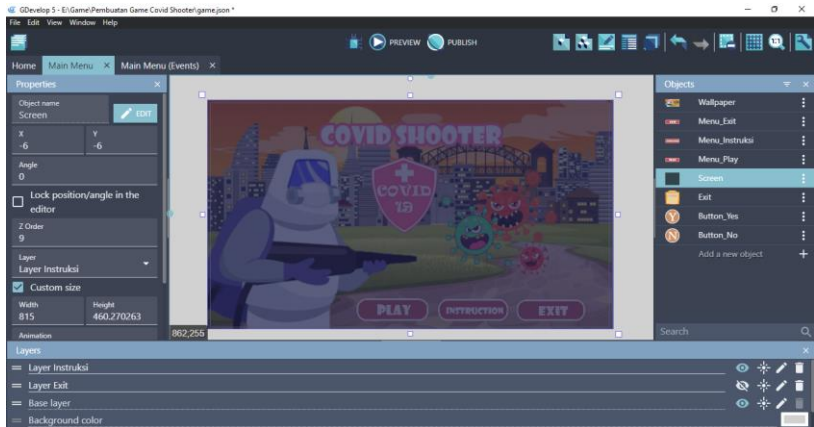 GDevelop 5 - E:\Game\Pembuatan Game Covid Shooter\game.json *
File Edit View Window Help
PREVIEW PUBLISH
1:1
Home Main Menu × Main Menu (Events) ×
Properties ×
Object name
Screen
EDIT
X Y
-6 -6
Angle
0
Lock position/angle in the
editor
Z Order
9
Layer
Layer Instruksi
Custom size
Width Height
815 460.270263
Animation
COVID SHOOTER
COVID
19
PLAY INSTRUCTION EXIT
862;255
Objects ×
Wallpaper
Menu_Exit
Menu_Instruksi
Menu_Play
Screen
Exit
Y Button_Yes
N Button_No
Add a new object +
Search
Layers ×
Layer Instruksi
Layer Exit
Base layer
Background color